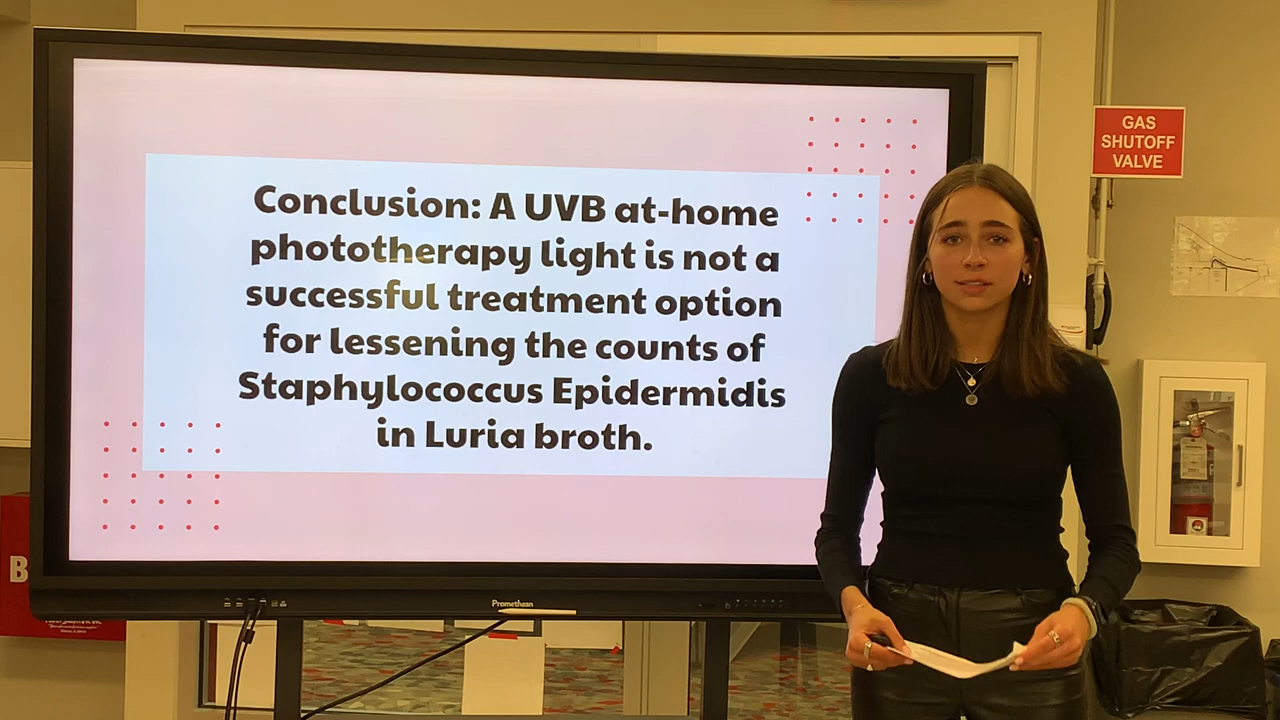 Conclusion: A UVB at-home
phototherapy light is not a
successful treatment option
for lessening the counts of
Staphylococcus Epidermidis
in Luria broth.
GAS
SHUTOFF
VALVE
B
Promethean